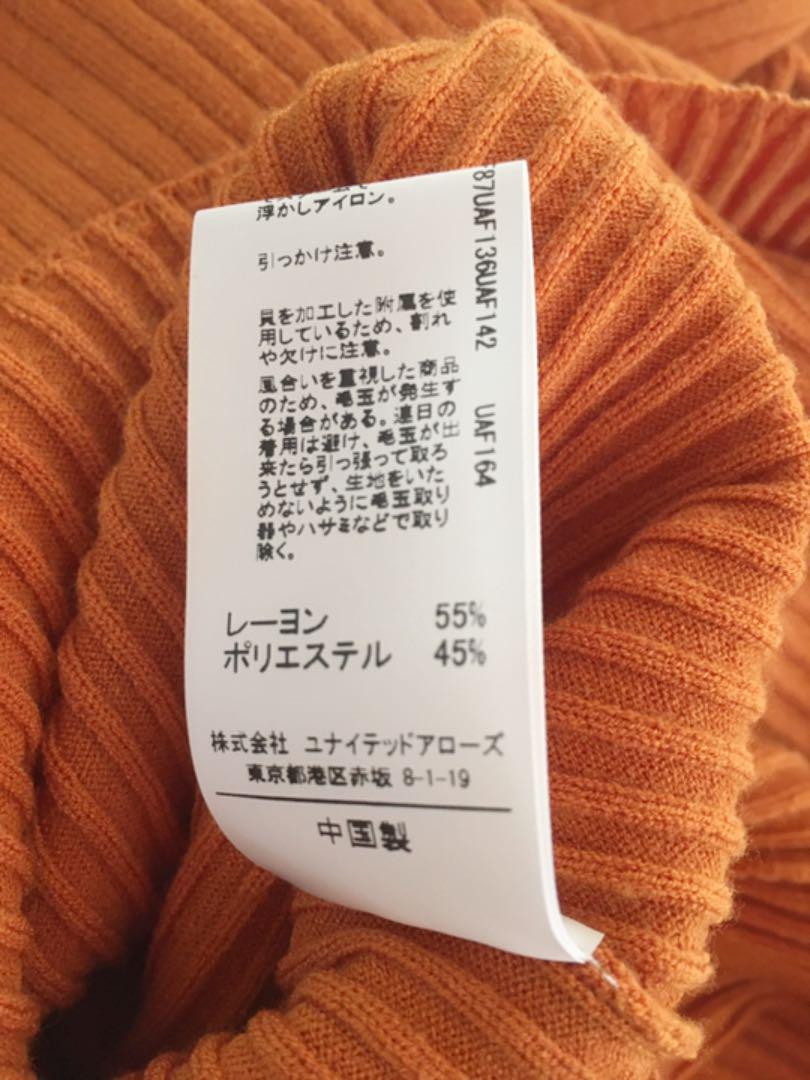 浮かしアイロン。
引っかけ注意。
貝を加工した附属を使
用しているため、割れ
や欠けに注意。
風合いを重視した商品
のため、毛玉が発生す
る場合がある。連日の
着用は避け、毛玉が出
来たら引っ張って取ろ
うとせず、生地をいた
めないように毛玉取り
器やハサミなどで取り
除く。
レーヨン 55%
ポリエステル 45%
株式会社 ユナイテッドアローズ
東京都港区赤坂 8-1-19
中国製
87UAF136UAF142 UAF164